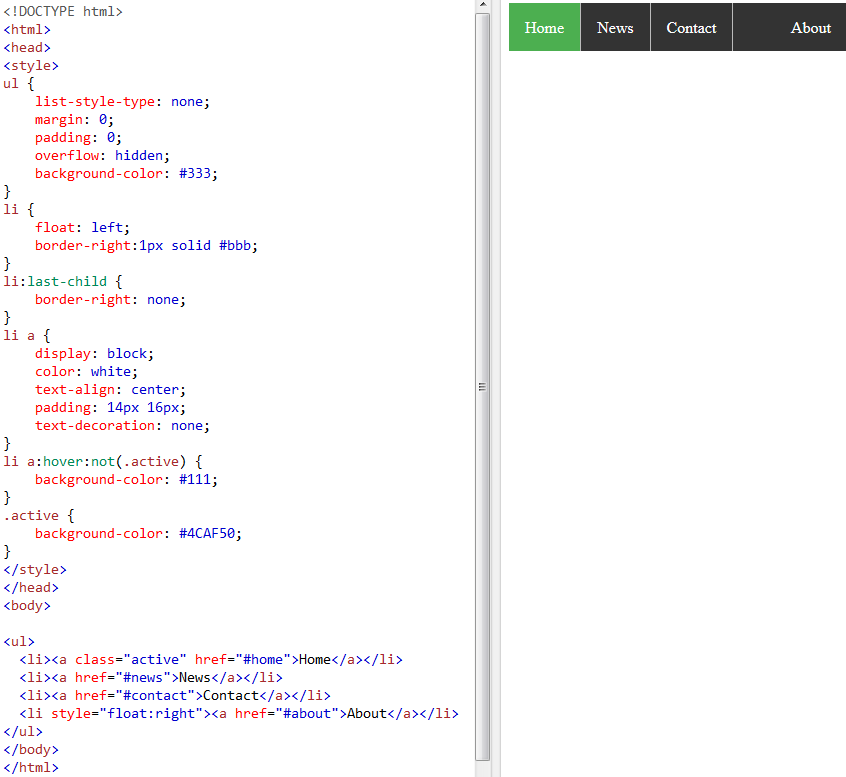 <!DOCTYPE html>
<html>
<head>
<style>
ul {
    list-style-type: none;
    margin: 0;
    padding: 0;
    overflow: hidden;
    background-color: #333;
}
li {
    float: left;
    border-right:1px solid #bbb;
}
li:last-child {
    border-right: none;
}
li a {
    display: block;
    color: white;
    text-align: center;
    padding: 14px 16px;
    text-decoration: none;
}
li a:hover:not(.active) {
    background-color: #111;
}
.active {
    background-color: #4CAF50;
}
</style>
</head>
<body>

<ul>
  <li><a class="active" href="#home">Home</a></li>
  <li><a href="#news">News</a></li>
  <li><a href="#contact">Contact</a></li>
  <li style="float:right"><a href="#about">About</a></li>
</ul>
</body>
</html>
Home News Contact About